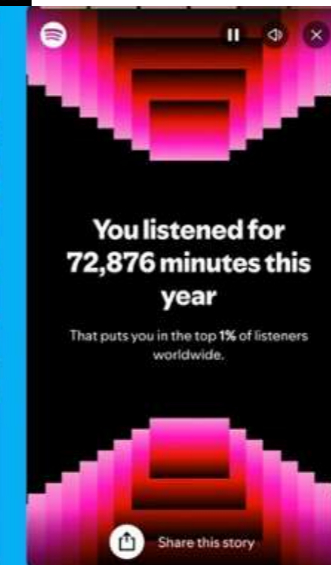 You listened for
72,876 minutes this
year
That puts you in the top 1% of listeners
worldwide.
Share this story